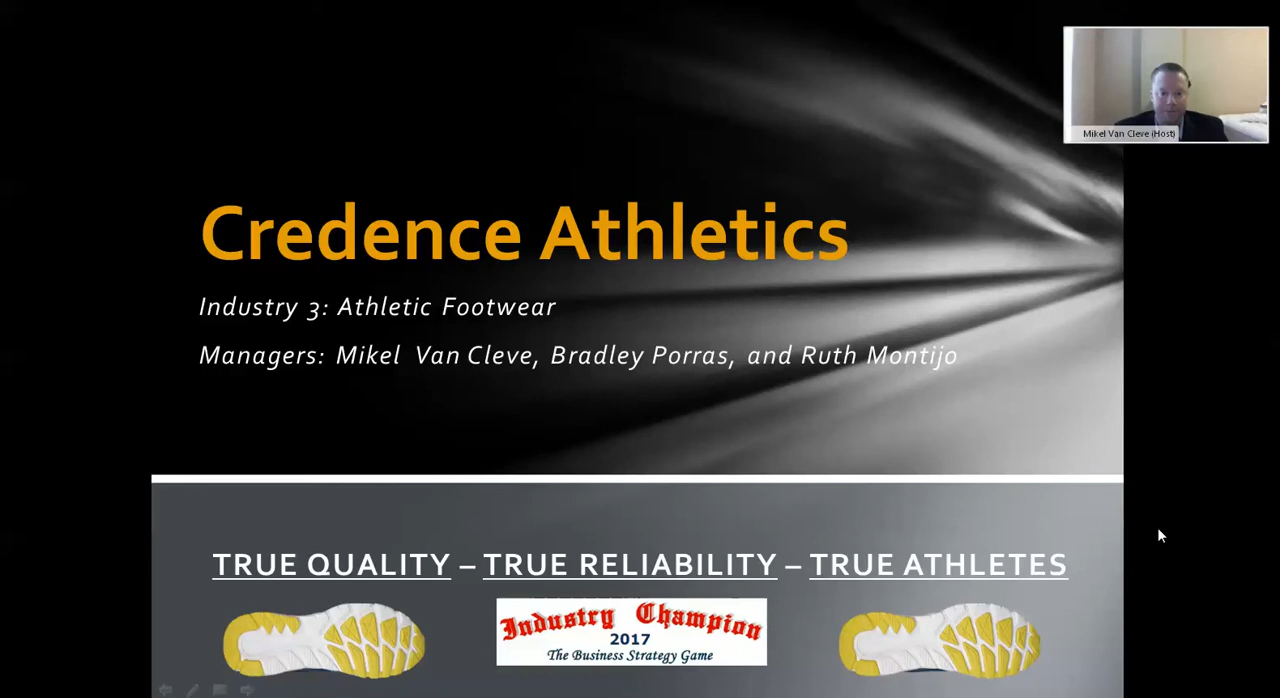 Mikel Van Cleve (Host)
Credence Athletics
Industry 3: Athletic Footwear
Managers: Mikel Van Cleve, Bradley Porras, and Ruth Montijo
TRUE QUALITY – TRUE RELIABILITY – TRUE ATHLETES
Industry Champion
2017
The Business Strategy Game